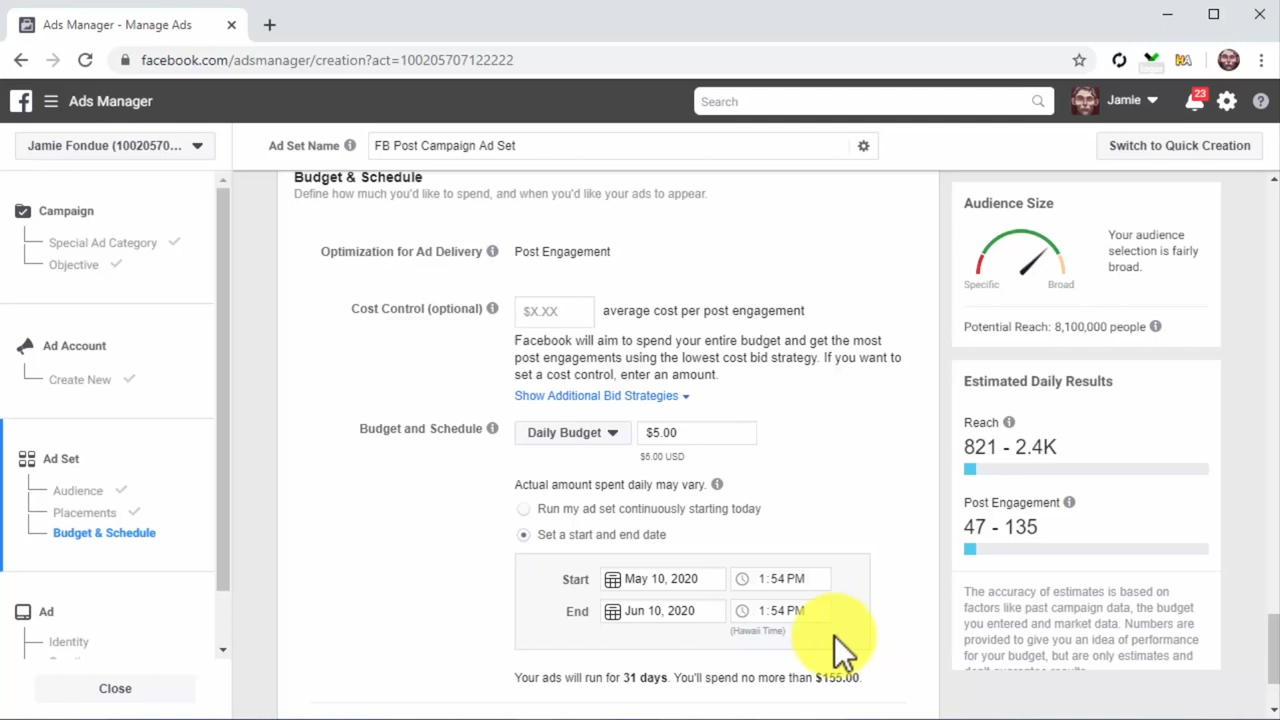 Ads Manager - Manage Ads
facebook.com/adsmanager/creation?act=100205707122222
Ads Manager
Search
Jamie
23
Jamie Fondue (10020570...
Ad Set Name
FB Post Campaign Ad Set
Switch to Quick Creation
Campaign
Special Ad Category
Objective
Ad Account
Create New
Ad Set
Audience
Placements
Budget & Schedule
Ad
Identity
Close
Budget & Schedule
Define how much you'd like to spend, and when you'd like your ads to appear.
Optimization for Ad Delivery
Post Engagement
Cost Control (optional)
$X.XX
average cost per post engagement
Facebook will aim to spend your entire budget and get the most
post engagements using the lowest cost bid strategy. If you want to
set a cost control, enter an amount.
Show Additional Bid Strategies
Budget and Schedule
Daily Budget
$5.00
$5.00 USD
Actual amount spent daily may vary.
Run my ad set continuously starting today
Set a start and end date
Start
May 10, 2020
1:54 PM
End
Jun 10, 2020
1:54 PM
(Hawaii Time)
Your ads will run for 31 days. You'll spend no more than $155.00.
Audience Size
Specific
Broad
Your audience
selection is fairly
broad.
Potential Reach: 8,100,000 people
Estimated Daily Results
Reach
821 - 2.4K
Post Engagement
47 - 135
The accuracy of estimates is based on
factors like past campaign data, the budget
you entered and market data. Numbers are
provided to give you an idea of performance
for your budget, but are only estimates and
don't guarantee results.